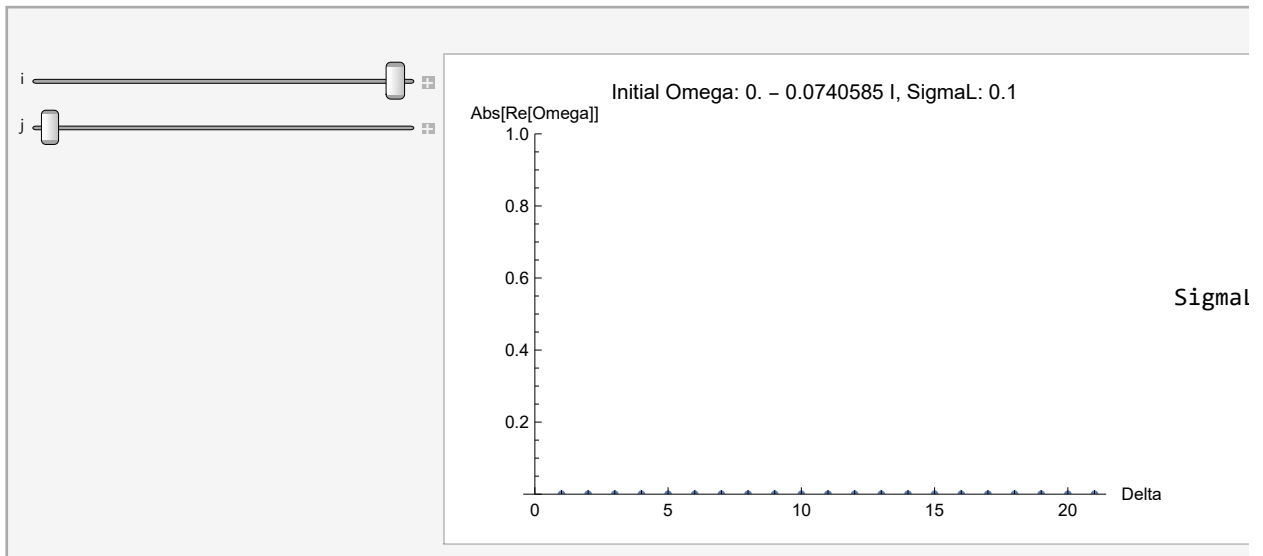 i
j
Initial Omega: 0. – 0.0740585 I, SigmaL: 0.1
Abs[Re[Omega]]
1.0
0.8
0.6
0.4
0.2
0 5 10 15 20
Delta
SigmaL